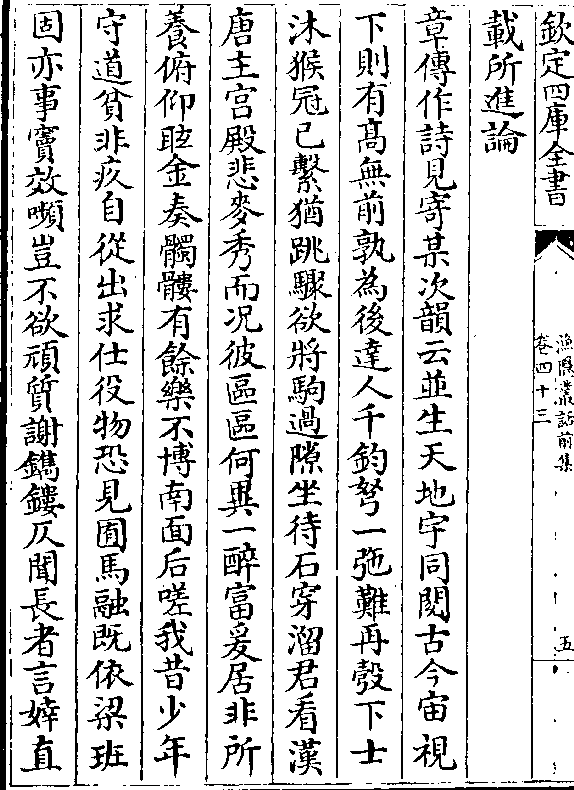 欽定四庫全書
漁隱叢話前集
卷四十三
五
載所進論
章傳作詩見寄某次韻云並生天地宇同閱古今宙視
下則有髙無前孰為後達人千鈞弩一弛難再彀下士
沐猴冠已繫猶跳驟欲將駒過隙坐待石穿溜君看漢
唐主宫殿悲麥秀而况彼區區何異一醉富爰居非所
養俯仰眩金奏髑髏有餘樂不博南面后嗟我昔少年
守道貧非疚自從出求仕役物恐見囿馬融既依梁班
固亦事竇效嚬豈不欲頑質謝鐫鏤仄聞長者言婞直